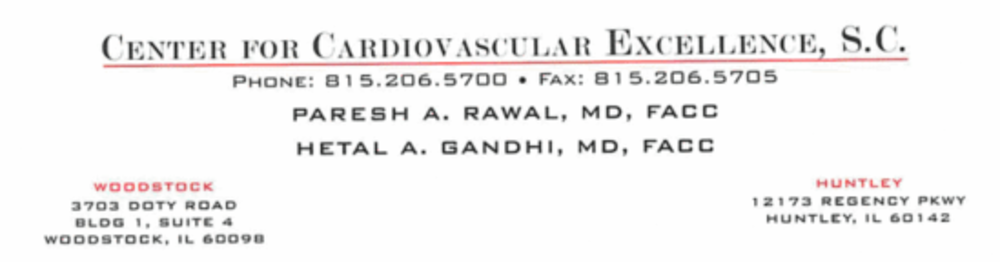 CENTER FOR CARDIOVASCULAR EXCELLENCE, S.C.
PHONE: 815.206.5700 • FAX: 815.206.5705
PARESH A. RAWAL, MD, FACC
HETAL A. GANDHI, MD, FACC
WOODSTOCK
3703 DOTY ROAD
BLDG 1, SUITE 4
WOODSTOCK, IL 60098
HUNTLEY
12173 REGENCY PKWY
HUNTLEY, IL 60142